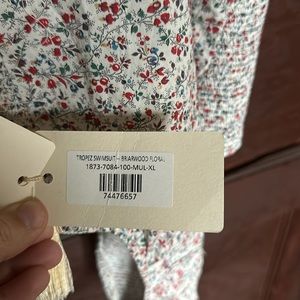 TROPEZ SWIMSUIT - BRIARWOOD FLORAL
1873-7084-100-MUL-XL
74476657